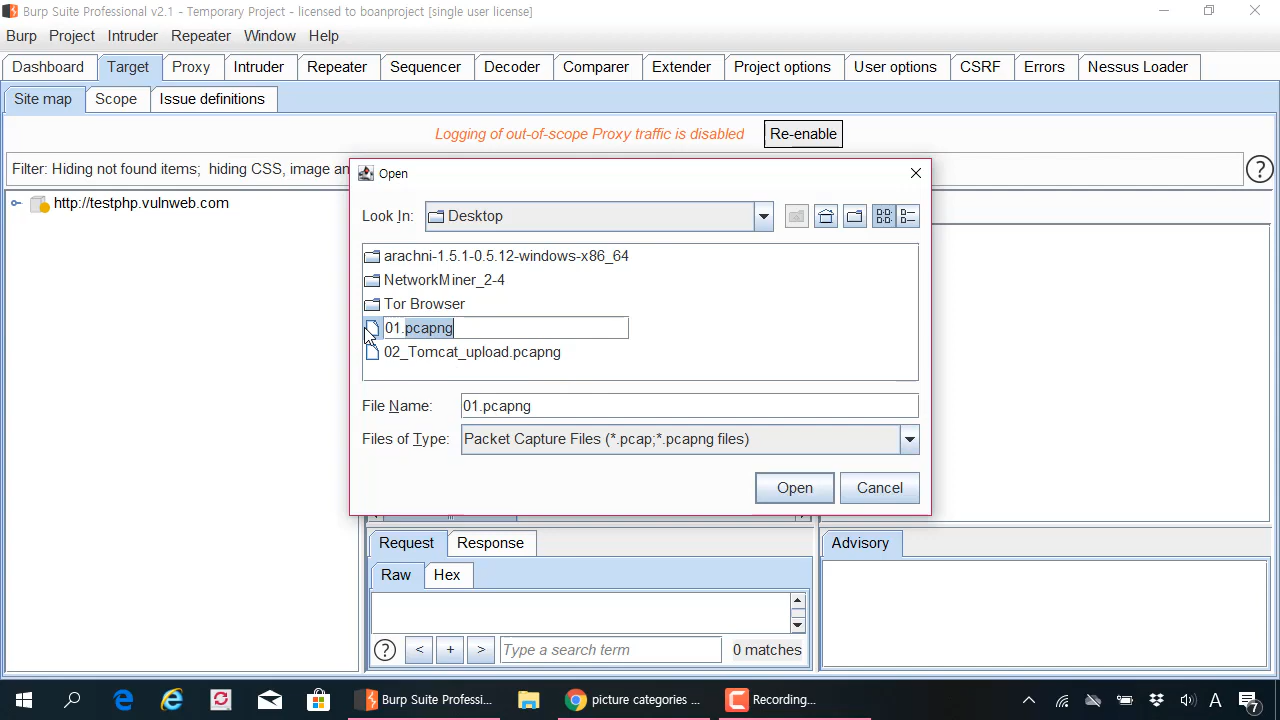 Burp Suite Professional v2.1 - Temporary Project - licensed to boanproject [single user license]
Burp Project Intruder Repeater Window Help
Dashboard Target Proxy Intruder Repeater Sequencer Decoder Comparer Extender Project options User options CSRF Errors Nessus Loader
Site map Scope Issue definitions
Logging of out-of-scope Proxy traffic is disabled Re-enable
Filter: Hiding not found items; hiding CSS, image an
?
http://testphp.vulnweb.com
Open
Look In: Desktop
arachni-1.5.1-0.5.12-windows-x86_64
NetworkMiner_2-4
Tor Browser
01.pcapng
02_Tomcat_upload.pcapng
File Name: 01.pcapng
Files of Type: Packet Capture Files (*.pcap;*.pcapng files)
Open Cancel
Request Response
Advisory
Raw Hex
? < + > Type a search term 0 matches
Burp Suite Professi... picture categories ... Recording... A 7